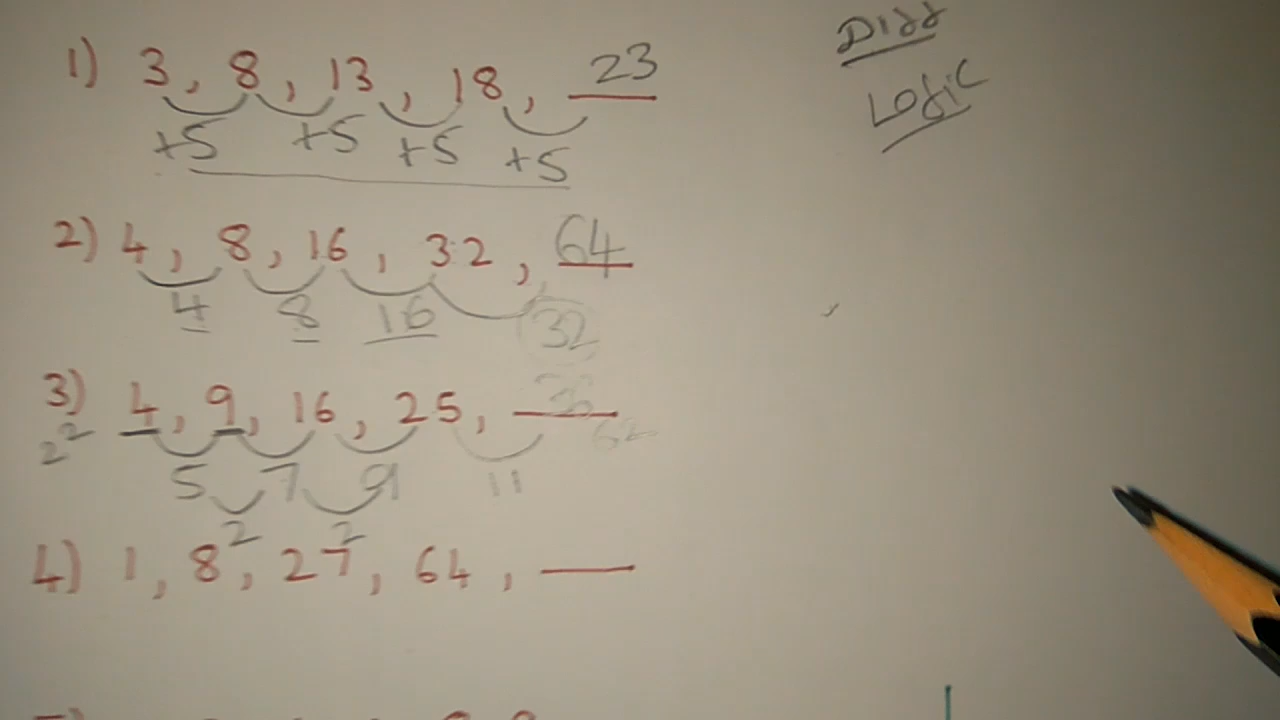 Diff
Logic
1) 3, 8, 13, 18, 23
+5 +5 +5 +5
2) 4, 8, 16, 32, 64
4 8 16 32
3) 4, 9, 16, 25, 36
2² 5 7 9 11
2 2
4) 1, 8, 27, 64, ___